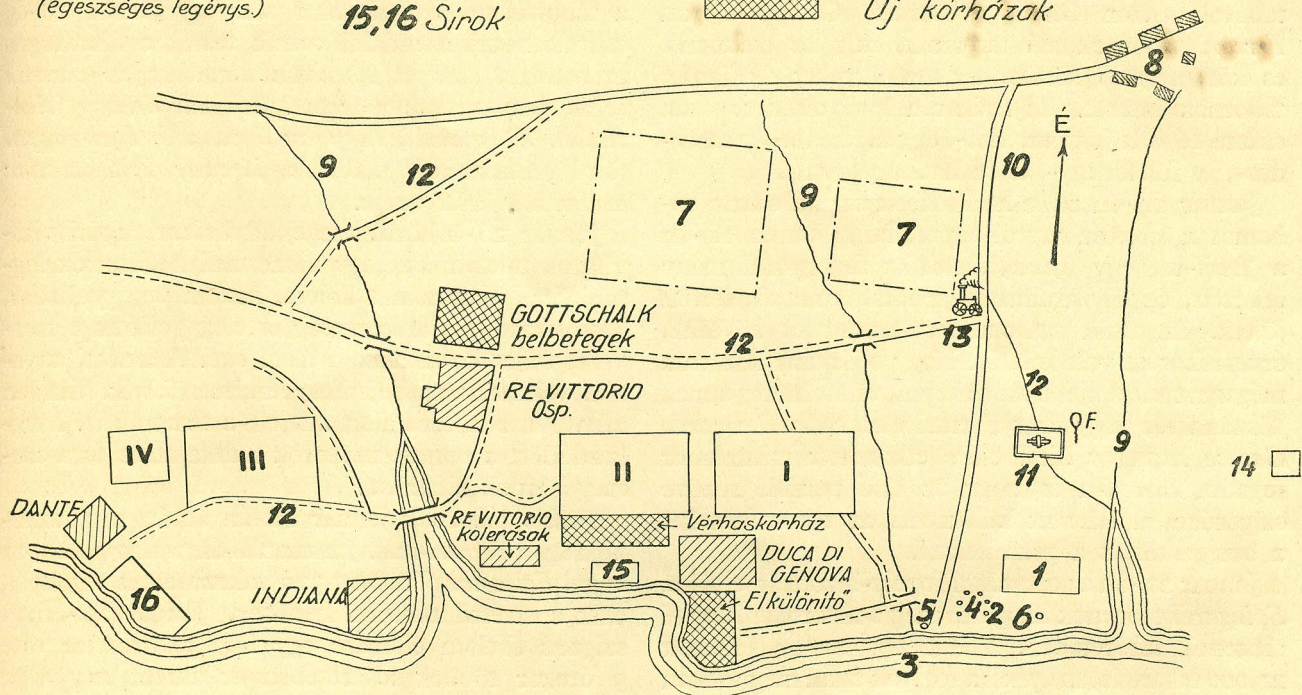 (egészséges legénys.)
15,16 Sírok
Új kórházak
8
É
9
12
10
7
9
7
GOTTSCHALK
belbetegek
12
13
RE VITTORIO
Osp.
12
F.
IV
III
II
I
11
9
14
DANTE
12
RE VITTORIO
kolerásak
Vérhaskórház
DUCA DI
GENOVA
15
1
16
INDIANA
Elkülönítő
5
4
2
6
3